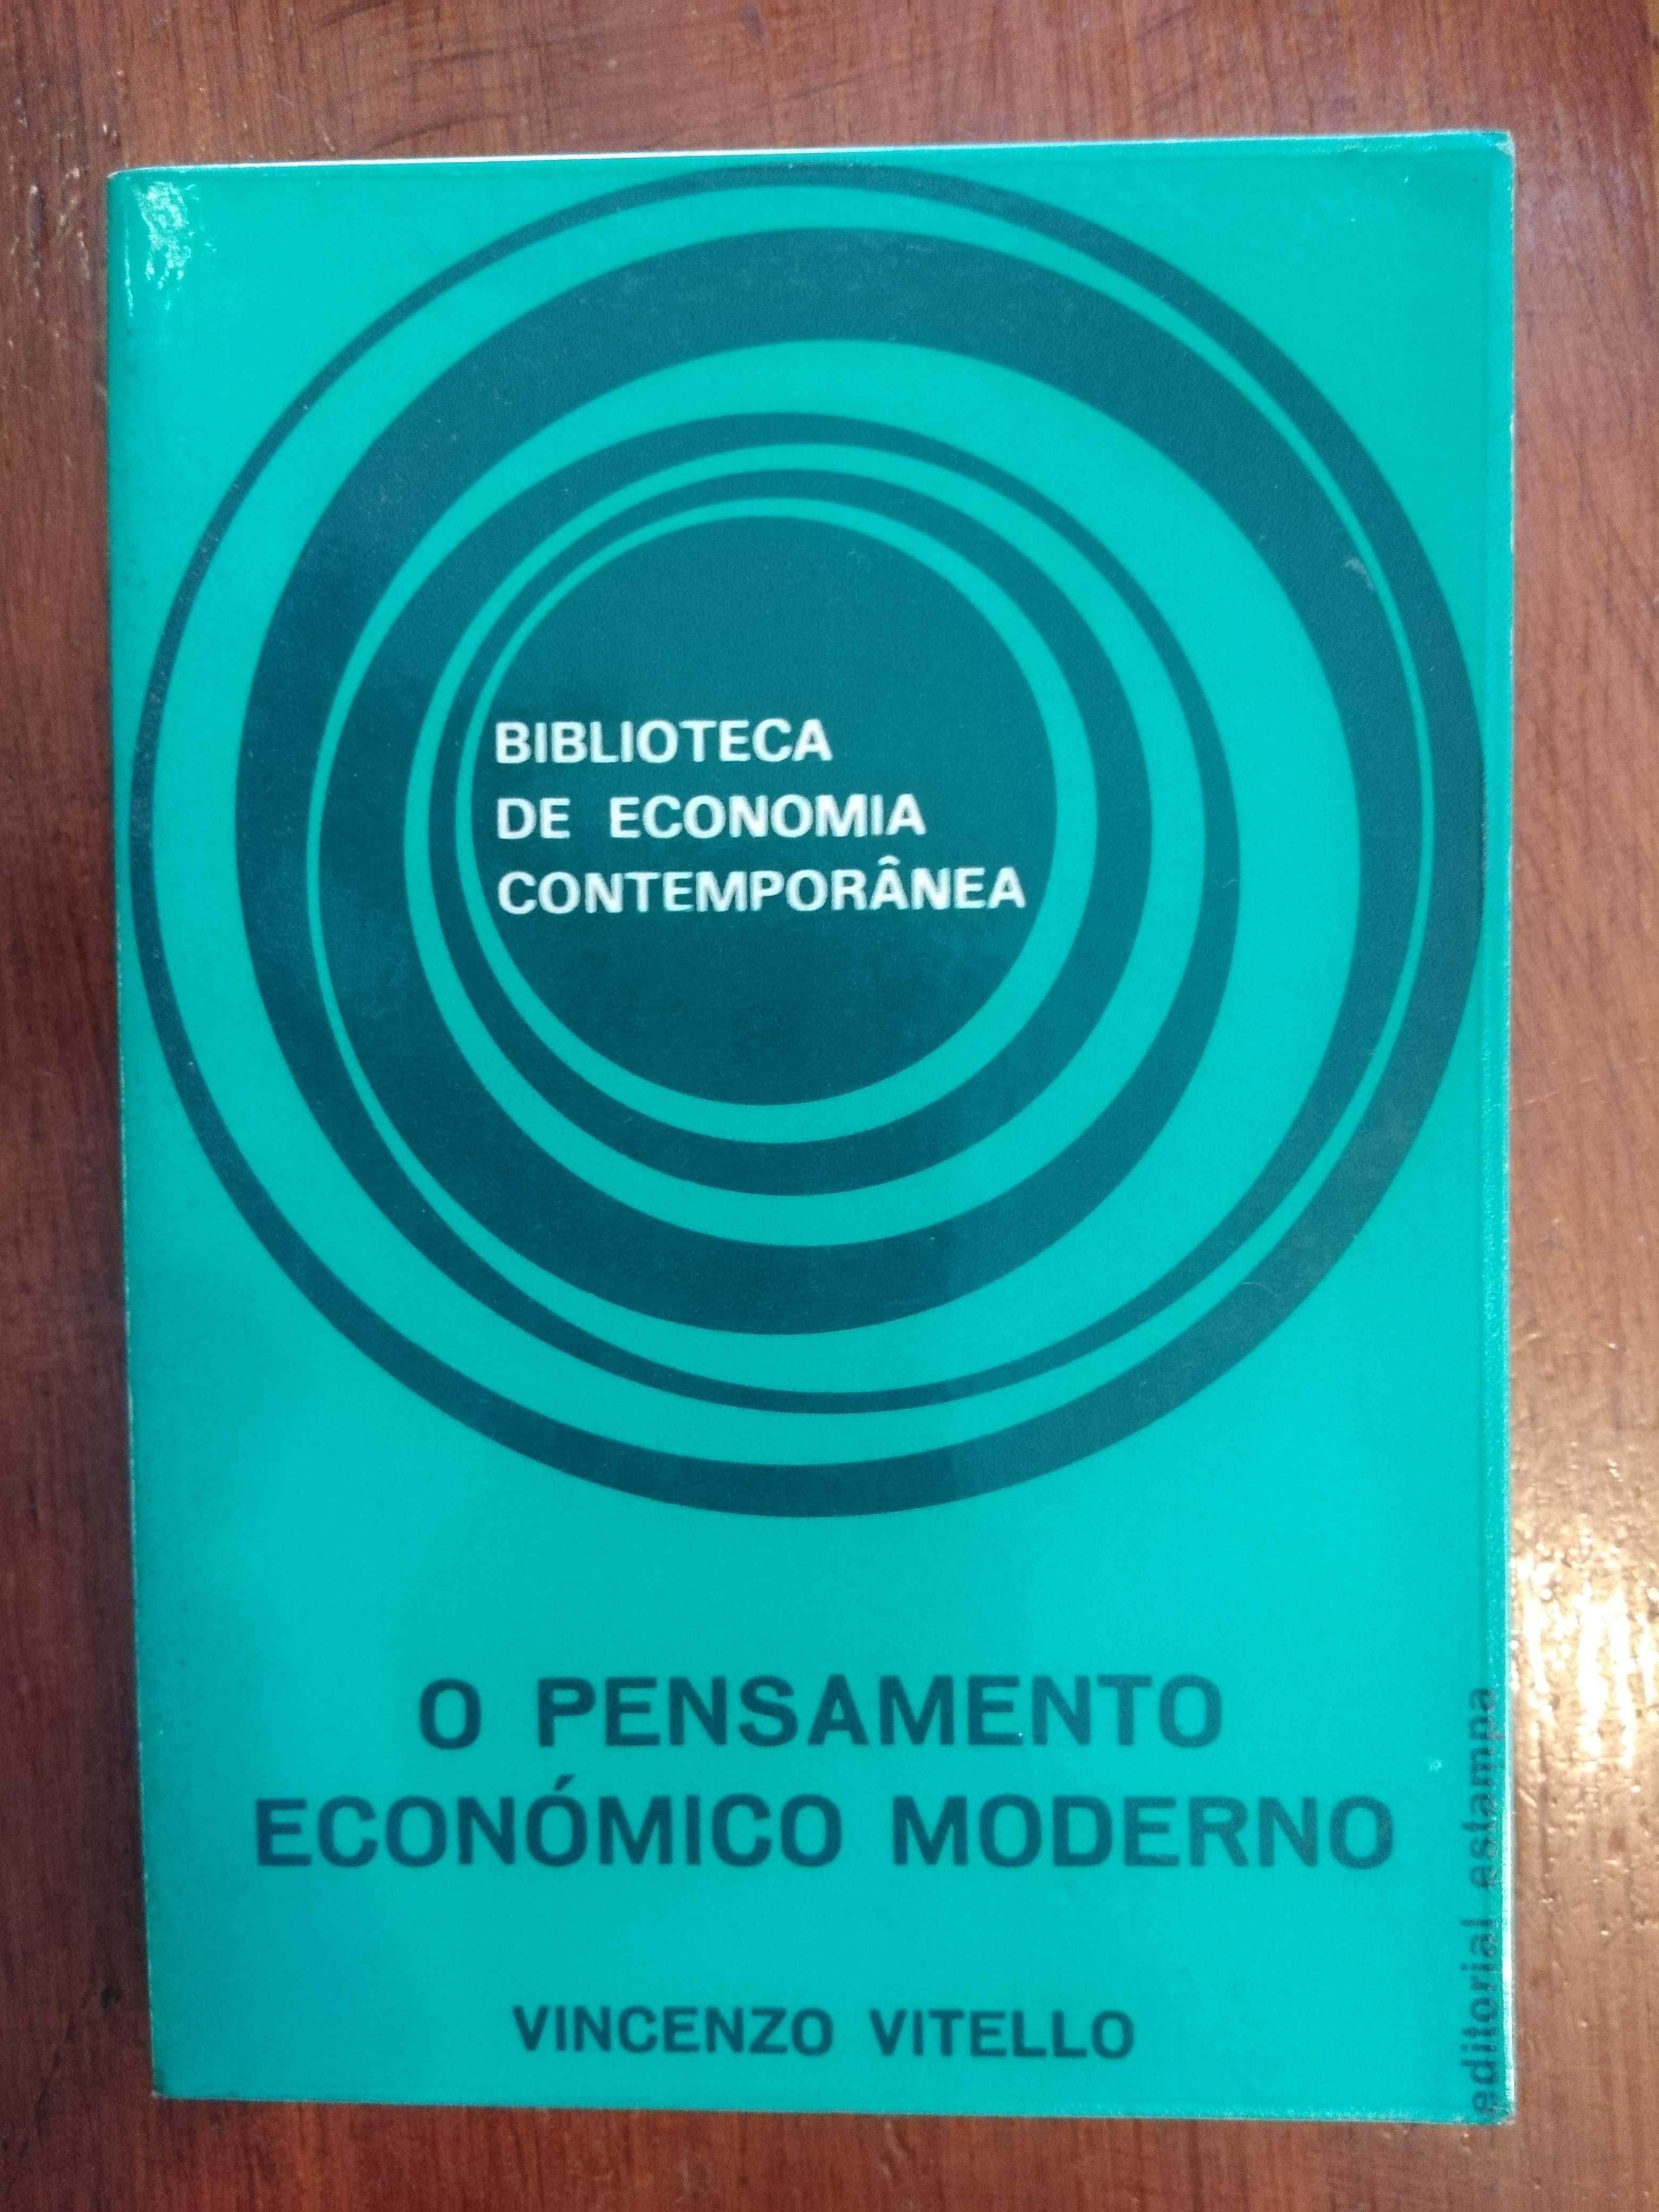 BIBLIOTECA
DE ECONOMIA
CONTEMPORÂNEA
O PENSAMENTO
ECONÓMICO MODERNO
VINCENZO VITELLO
editorial estampa